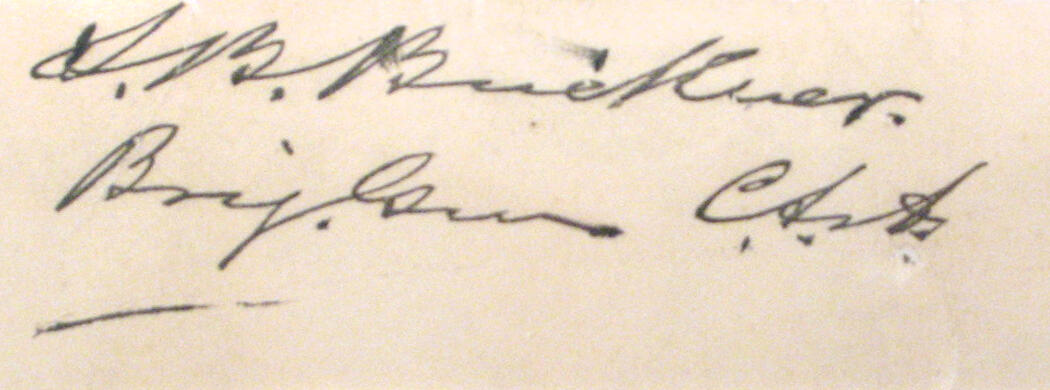 S. B. Buckner.
Brig. Gen C. S. A.